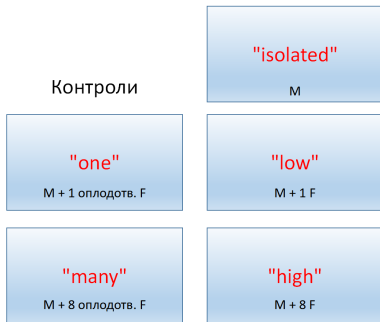 "isolated"
M
Контроли
"one"
M + 1 оплодотв. F
"low"
M + 1 F
"many"
M + 8 оплодотв. F
"high"
M + 8 F